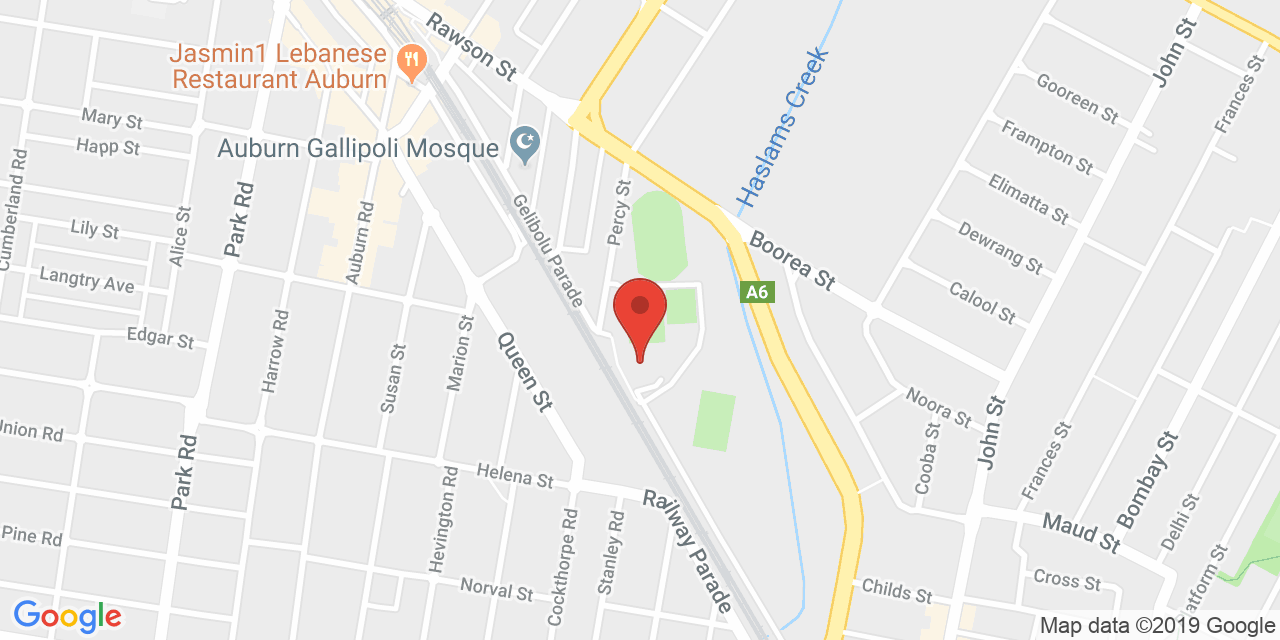 Rawson St
Jasmin1 Lebanese
Restaurant Auburn
John St
Frances St
Gooreen St
Haslams Creek
Mary St
Happ St
Auburn Gallipoli Mosque
Frampton St
Elimatta St
Cumberland Rd
Alice St
Park Rd
Auburn Rd
Gelibolu Parade
Percy St
Lily St
Dewrang St
Boorea St
Langtry Ave
A6
Calool St
Edgar St
Harrow Rd
Marion St
Susan St
Queen St
Noora St
John St
Cooba St
Frances St
Bombay St
Union Rd
Park Rd
Helena St
Hevington Rd
Railway Parade
Delhi St
Maud St
Pine Rd
Cockthorpe Rd
Stanley Rd
Norval St
Childs St
Cross St
Platform St
Google
Map data ©2019 Google